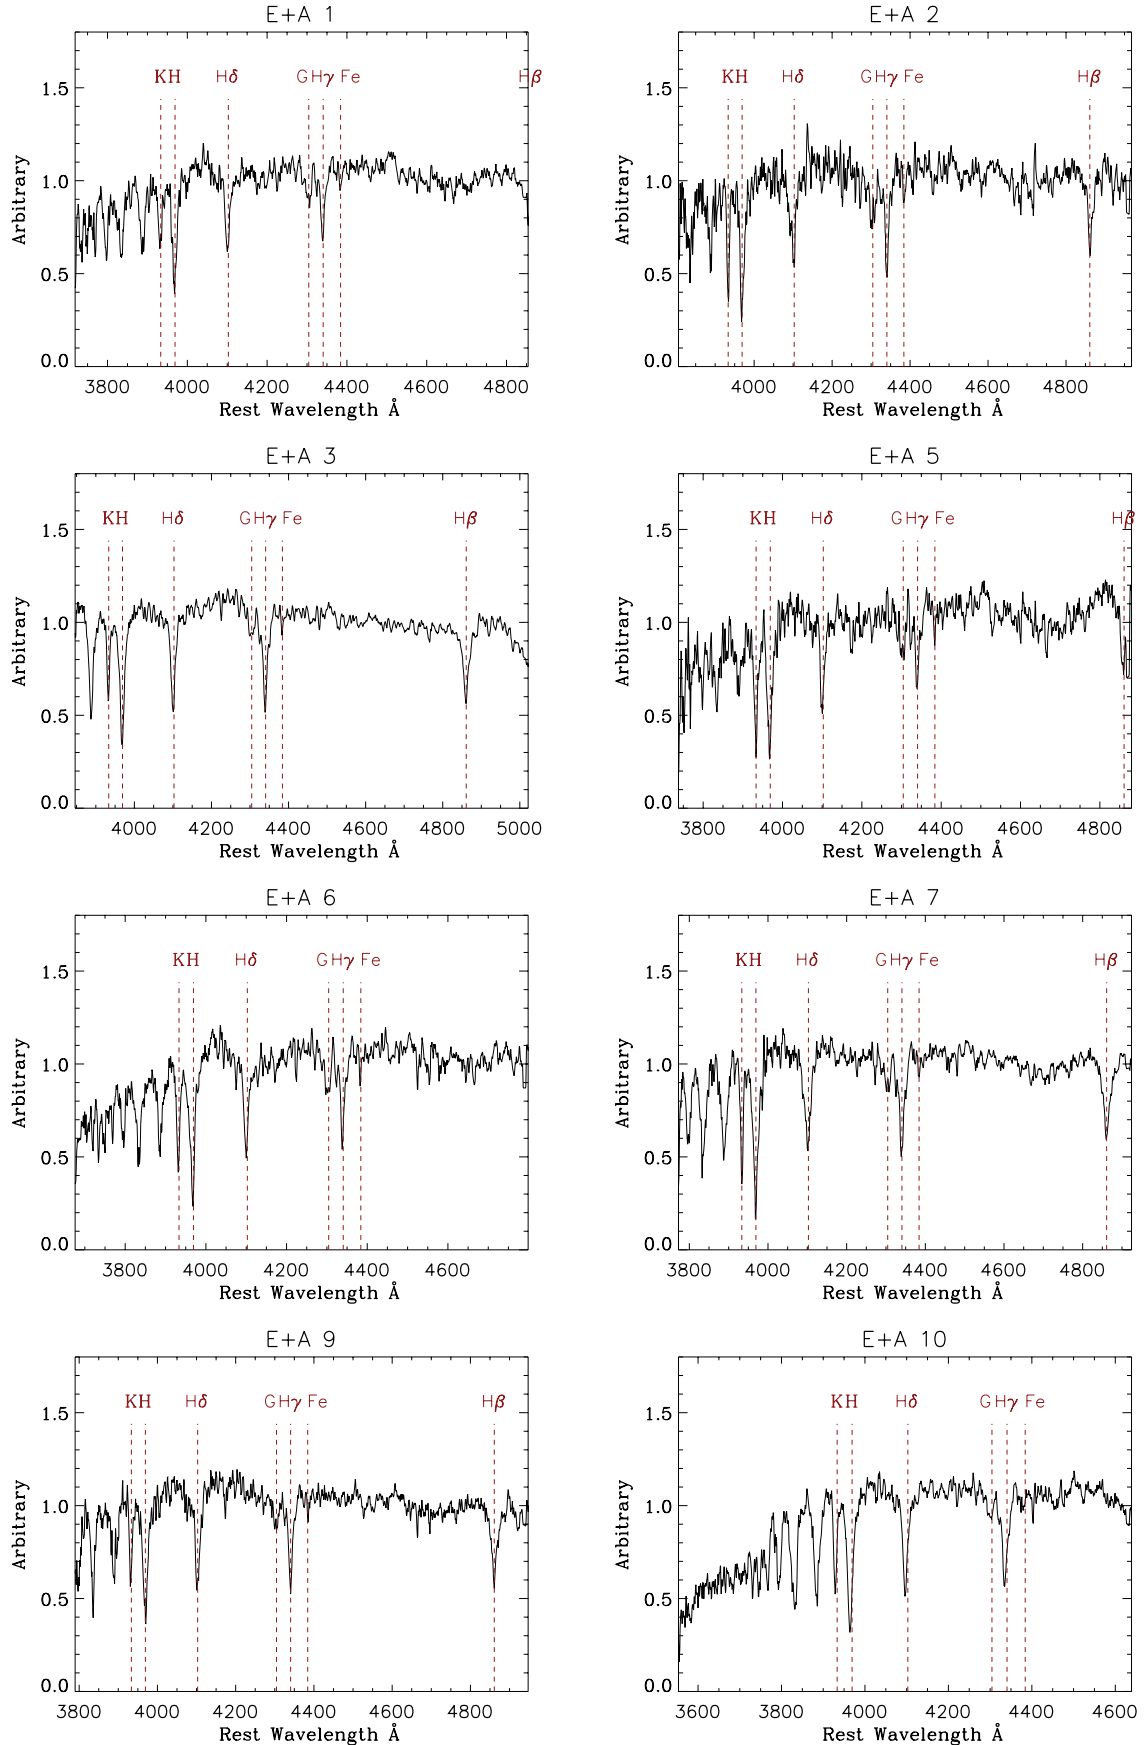 E+A 1
E+A 2
KH Hδ G Hγ Fe Hβ
KH Hδ G Hγ Fe Hβ
1.5
1.0
0.5
0.0
Arbitrary
3800 4000 4200 4400 4600 4800
Rest Wavelength Å
1.5
1.0
0.5
0.0
Arbitrary
4000 4200 4400 4600 4800
Rest Wavelength Å
E+A 3
E+A 5
KH Hδ G Hγ Fe Hβ
KH Hδ G Hγ Fe Hβ
1.5
1.0
0.5
0.0
Arbitrary
4000 4200 4400 4600 4800 5000
Rest Wavelength Å
1.5
1.0
0.5
0.0
Arbitrary
3800 4000 4200 4400 4600 4800
Rest Wavelength Å
E+A 6
E+A 7
KH Hδ G Hγ Fe
KH Hδ G Hγ Fe Hβ
1.5
1.0
0.5
0.0
Arbitrary
3800 4000 4200 4400 4600
Rest Wavelength Å
1.5
1.0
0.5
0.0
Arbitrary
3800 4000 4200 4400 4600 4800
Rest Wavelength Å
E+A 9
E+A 10
KH Hδ G Hγ Fe Hβ
KH Hδ G Hγ Fe
1.5
1.0
0.5
0.0
Arbitrary
3800 4000 4200 4400 4600 4800
Rest Wavelength Å
1.5
1.0
0.5
0.0
Arbitrary
3600 3800 4000 4200 4400 4600
Rest Wavelength Å